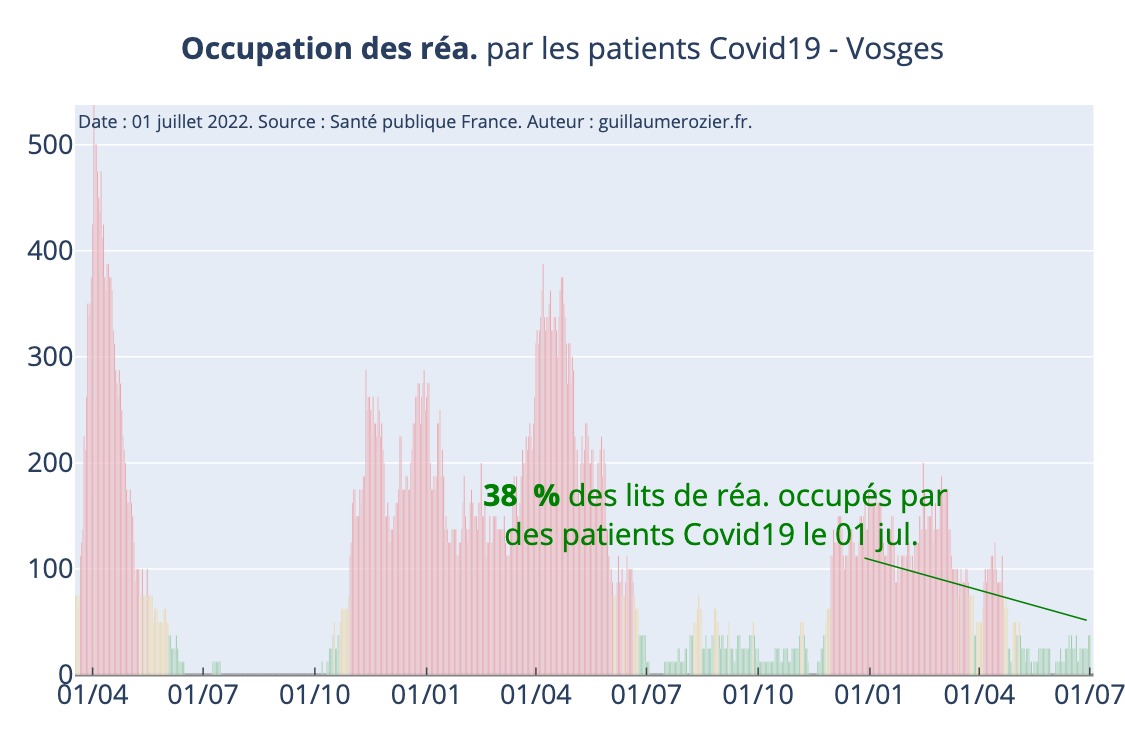 Occupation des réa. par les patients Covid19 - Vosges
Date : 01 juillet 2022. Source : Santé publique France. Auteur : guillaumerozier.fr.
500
400
300
200
38 % des lits de réa. occupés par
des patients Covid19 le 01 jul.
100
0
01/04 01/07 01/10 01/01 01/04 01/07 01/10 01/01 01/04 01/07